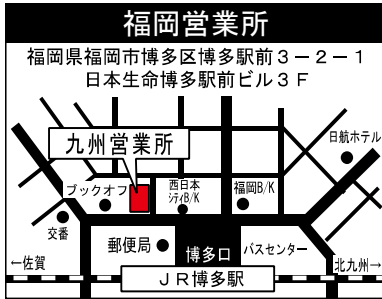 福岡営業所
福岡県福岡市博多区博多駅前３－２－１
日本生命博多駅前ビル３Ｆ
九州営業所
日航ホテル
ブックオフ
西日本
ｼﾃｨB/K
福岡B/K
交番
郵便局
博多口
バスセンター
←佐賀
北九州→
ＪＲ博多駅